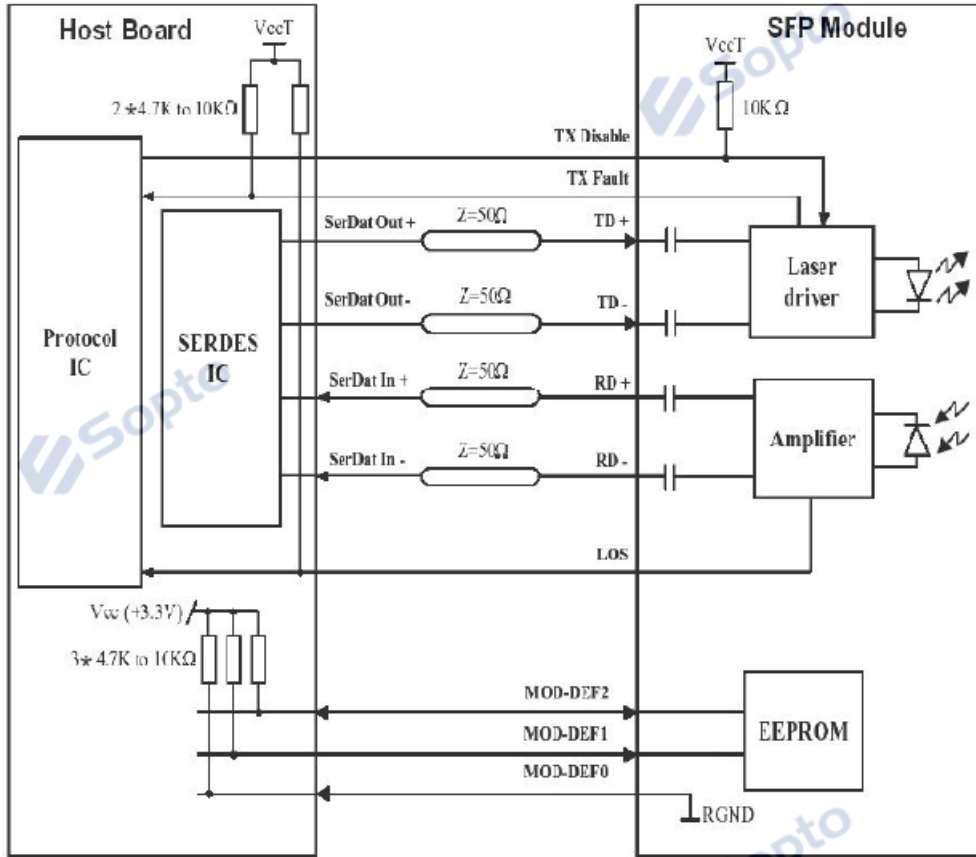 Host Board
SFP Module
VccT
VccT
2*4.7K to 10KΩ
10KΩ
TX Disable
TX Fault
SerDat Out +
Z=50Ω
TD +
SerDat Out -
Z=50Ω
TD -
Laser
driver
Protocol
IC
SERDES
IC
SerDat In +
Z=50Ω
RD +
SerDat In -
Z=50Ω
RD -
Amplifier
LOS
Vcc (+3.3V)
3* 4.7K to 10KΩ
MOD-DEF2
MOD-DEF1
MOD-DEF0
EEPROM
RGND
Sopto
Sopto
Sopto